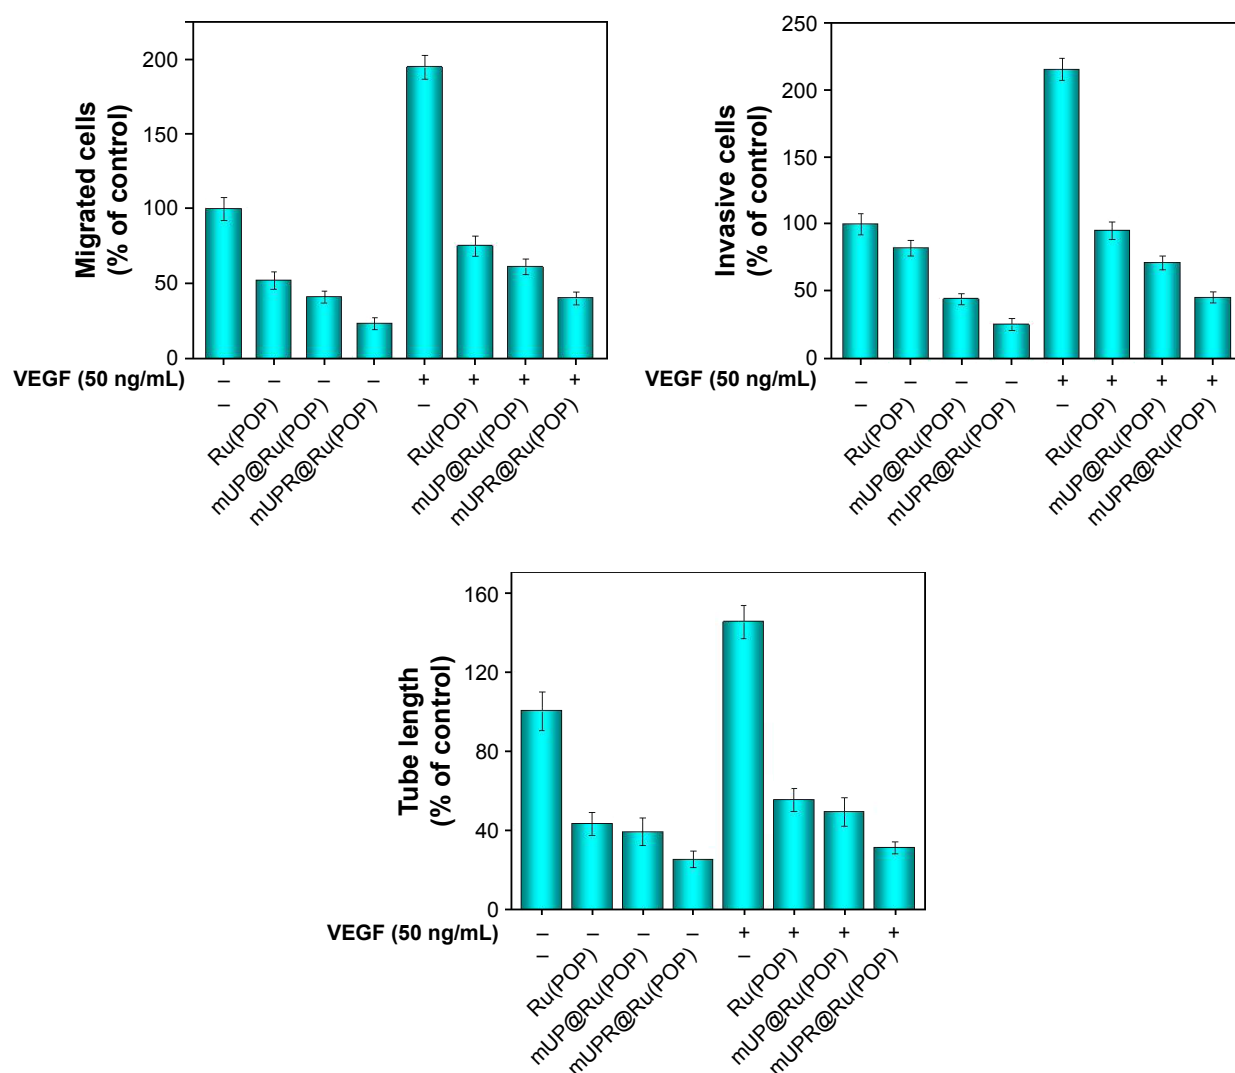 Migrated cells
(% of control)
200
150
100
50
0
VEGF (50 ng/mL) – – – – + + + +
– Ru(POP) mUP@Ru(POP) mUPR@Ru(POP) – Ru(POP) mUP@Ru(POP) mUPR@Ru(POP)
Invasive cells
(% of control)
250
200
150
100
50
0
VEGF (50 ng/mL) – – – – + + + +
– Ru(POP) mUP@Ru(POP) mUPR@Ru(POP) – Ru(POP) mUP@Ru(POP) mUPR@Ru(POP)
Tube length
(% of control)
160
120
80
40
0
VEGF (50 ng/mL) – – – – + + + +
– Ru(POP) mUP@Ru(POP) mUPR@Ru(POP) – Ru(POP) mUP@Ru(POP) mUPR@Ru(POP)